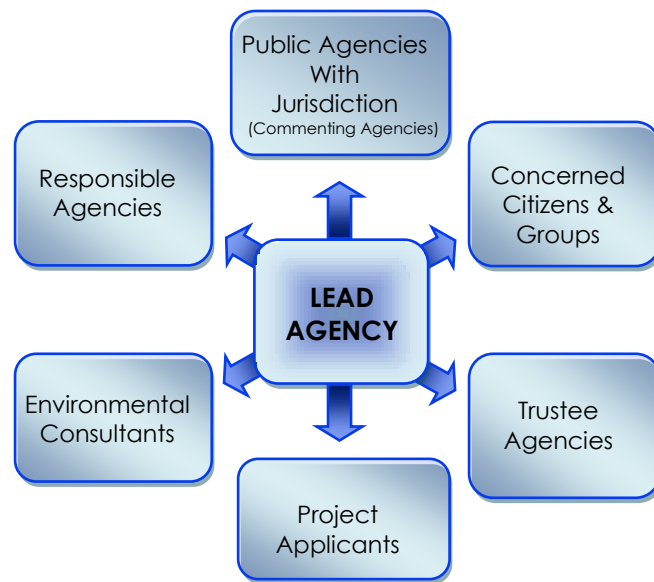 Public Agencies
With
Jurisdiction
(Commenting Agencies)
Responsible
Agencies
Concerned
Citizens &
Groups
LEAD
AGENCY
Environmental
Consultants
Trustee
Agencies
Project
Applicants